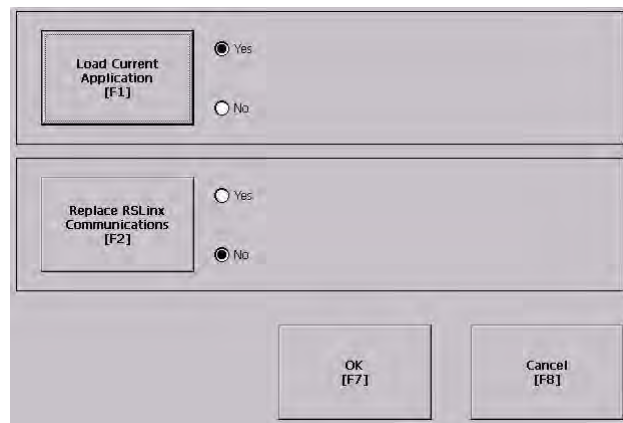 Load Current
Application
[F1]
Yes
No
Replace RSLinx
Communications
[F2]
Yes
No
OK
[F7]
Cancel
[F8]